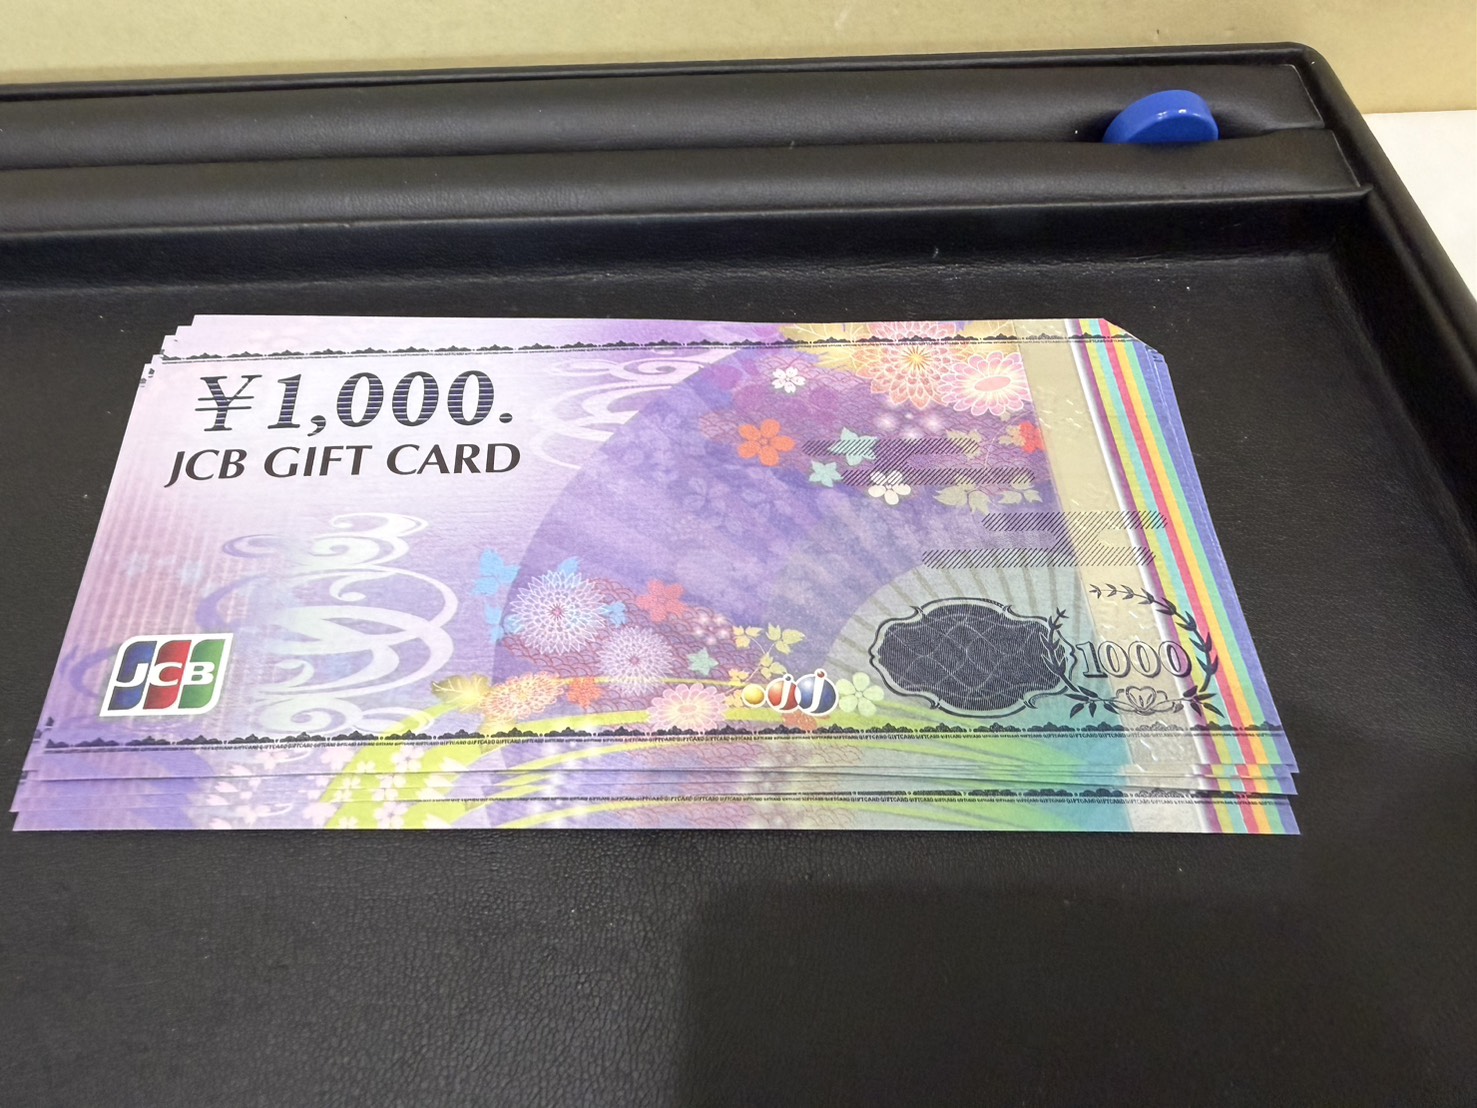 ¥1,000.
JCB GIFT CARD
JCB
1000